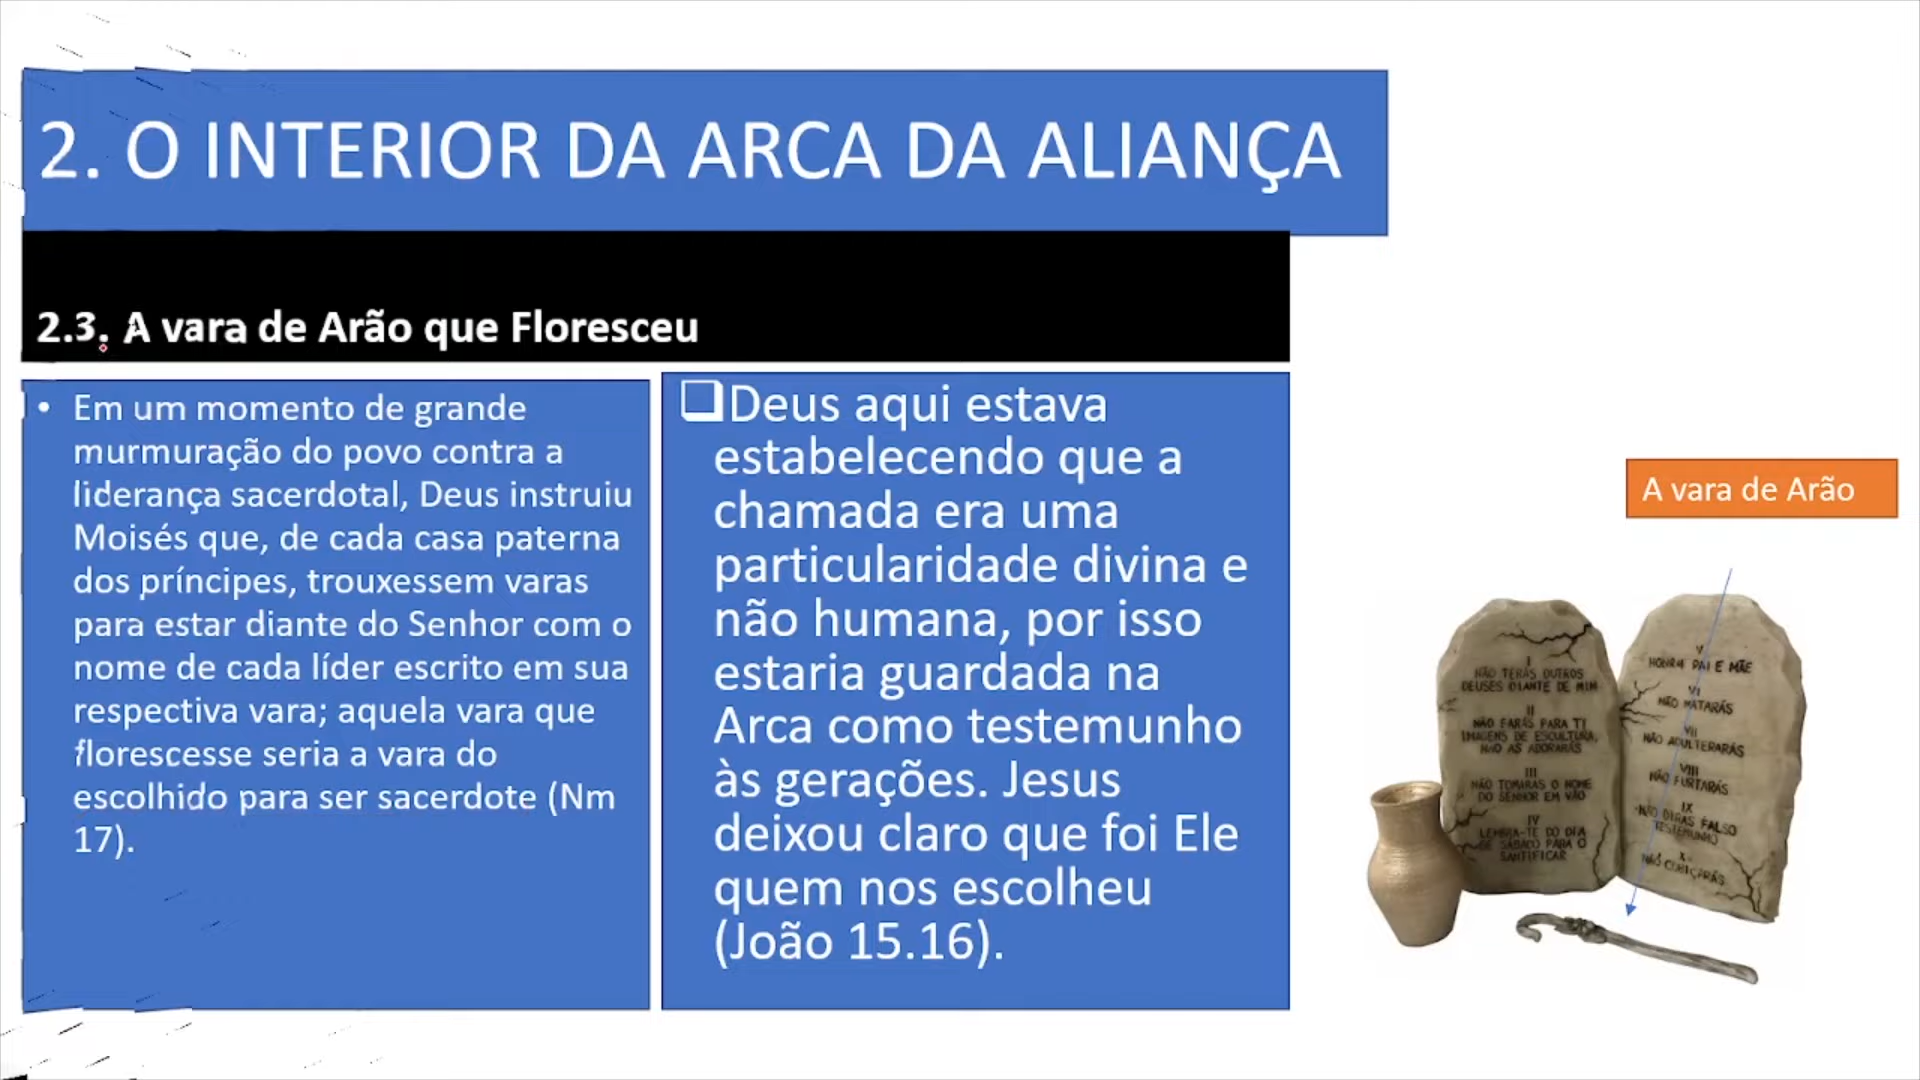 2. O INTERIOR DA ARCA DA ALIANÇA
2.3. A vara de Arão que Floresceu
• Em um momento de grande
murmuração do povo contra a
liderança sacerdotal, Deus instruiu
Moisés que, de cada casa paterna
dos príncipes, trouxessem varas
para estar diante do Senhor com o
nome de cada líder escrito em sua
respectiva vara; aquela vara que
florescesse seria a vara do
escolhido para ser sacerdote (Nm
17).
❑Deus aqui estava
estabelecendo que a
chamada era uma
particularidade divina e
não humana, por isso
estaria guardada na
Arca como testemunho
às gerações. Jesus
deixou claro que foi Ele
quem nos escolheu
(João 15.16).
A vara de Arão
I
NÃO TERÁS OUTROS
DEUSES DIANTE DE MIM
II
NÃO FARÁS PARA TI
IMAGENS DE ESCULTURA,
NÃO AS ADORARÁS
III
NÃO TOMARÁS O NOME
DO SENHOR EM VÃO
IV
LEMBRA-TE DO DIA
DE SÁBADO PARA O
SANTIFICAR
V
HONRA PAI E MÃE
VI
NÃO MATARÁS
VII
NÃO ADULTERARÁS
VIII
NÃO FURTARÁS
IX
NÃO DIRÁS FALSO
TESTEMUNHO
X
NÃO COBIÇARÁS